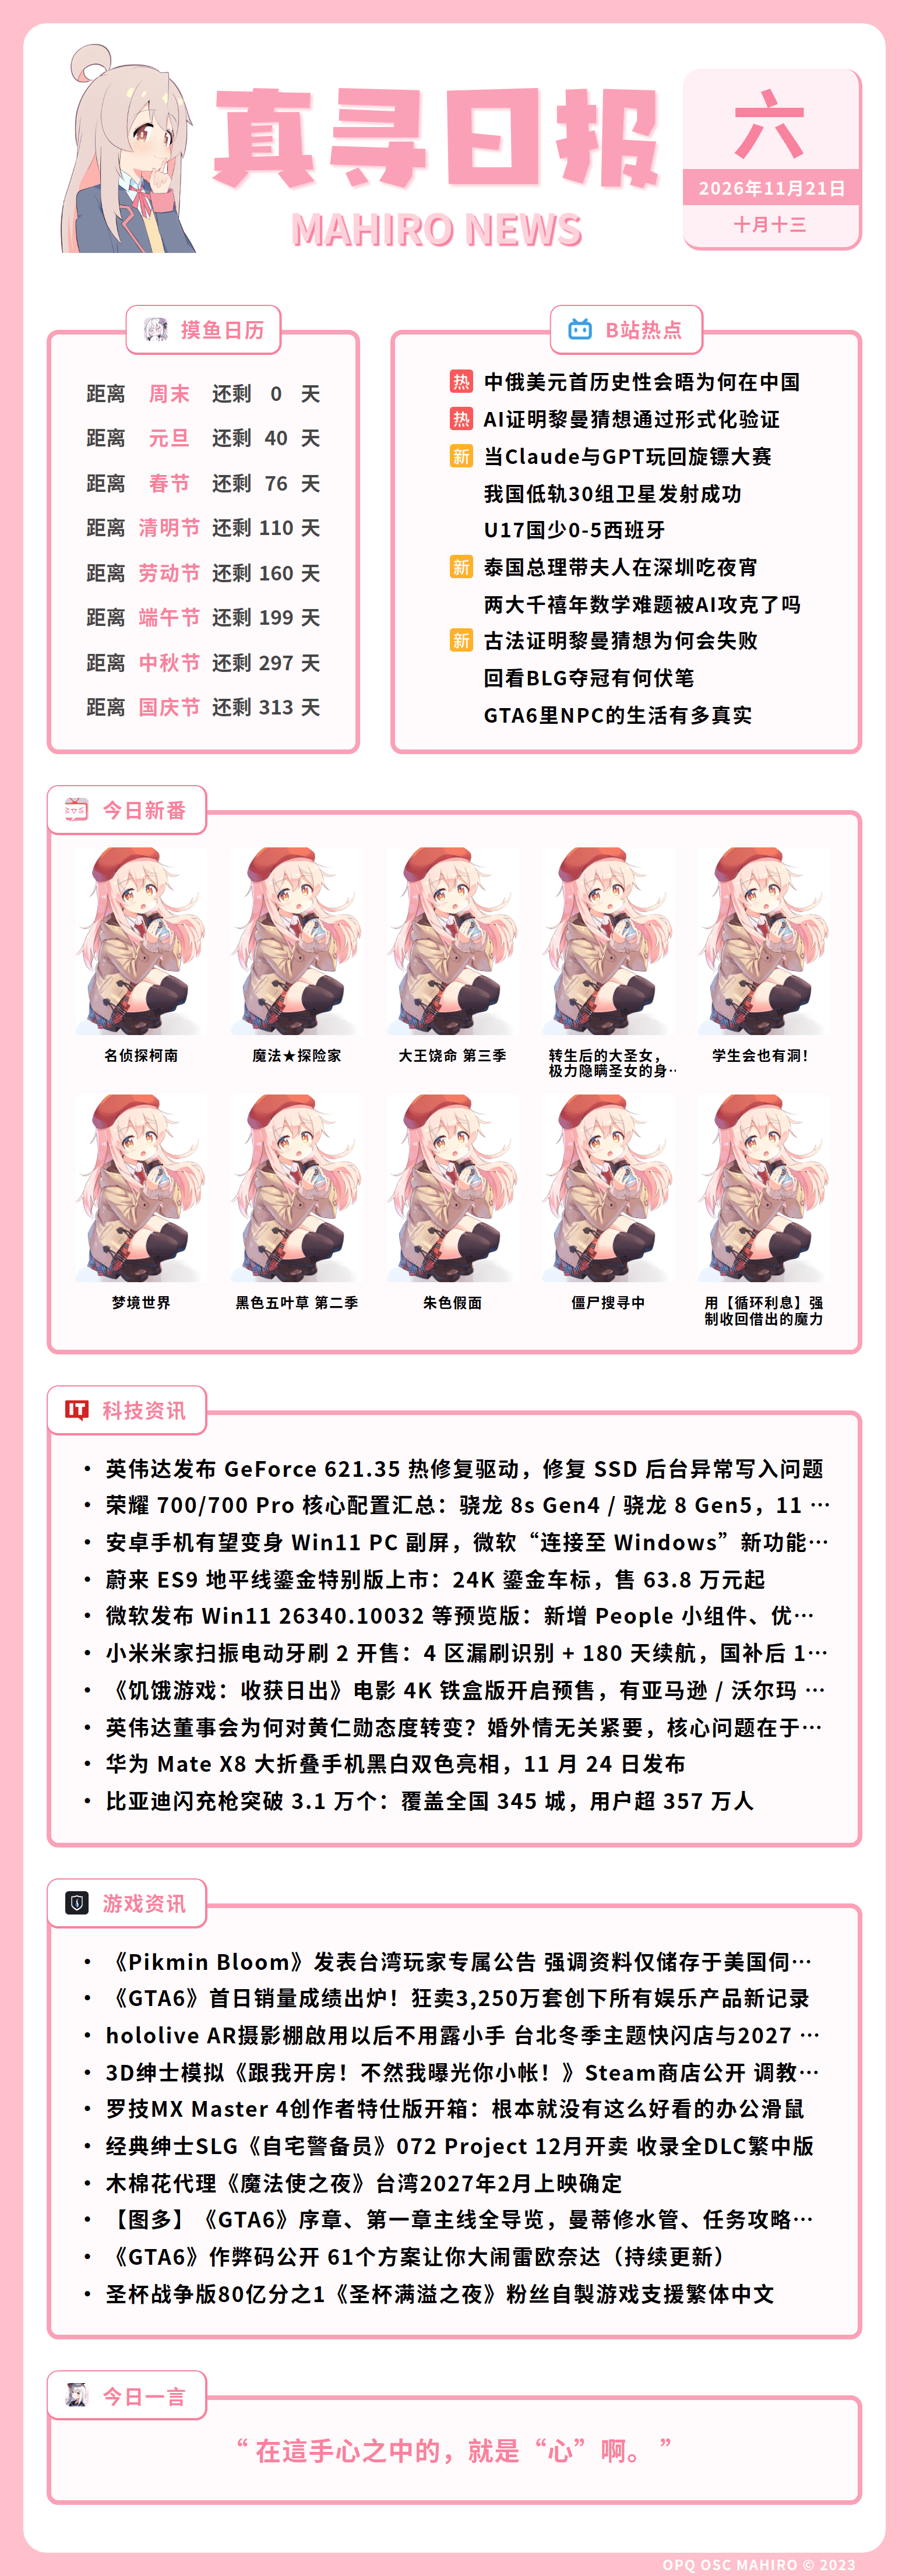 真寻日报
MAHIRO NEWS
六
2026年11月21日
十月十三
摸鱼日历
距离 周末 还剩 0 天
距离 元旦 还剩 40 天
距离 春节 还剩 76 天
距离 清明节 还剩 110 天
距离 劳动节 还剩 160 天
距离 端午节 还剩 199 天
距离 中秋节 还剩 297 天
距离 国庆节 还剩 313 天
B站热点
热 中俄美元首历史性会晤为何在中国
热 AI证明黎曼猜想通过形式化验证
新 当Claude与GPT玩回旋镖大赛
我国低轨30组卫星发射成功
U17国少0-5西班牙
新 泰国总理带夫人在深圳吃夜宵
两大千禧年数学难题被AI攻克了吗
新 古法证明黎曼猜想为何会失败
回看BLG夺冠有何伏笔
GTA6里NPC的生活有多真实
今日新番
名侦探柯南
魔法★探险家
大王饶命 第三季
转生后的大圣女，
极力隐瞒圣女的身…
学生会也有洞！
梦境世界
黑色五叶草 第二季
朱色假面
僵尸搜寻中
用【循环利息】强
制收回借出的魔力
IT 科技资讯
• 英伟达发布 GeForce 621.35 热修复驱动，修复 SSD 后台异常写入问题
• 荣耀 700/700 Pro 核心配置汇总：骁龙 8s Gen4 / 骁龙 8 Gen5，11 …
• 安卓手机有望变身 Win11 PC 副屏，微软“连接至 Windows”新功能…
• 蔚来 ES9 地平线鎏金特别版上市：24K 鎏金车标，售 63.8 万元起
• 微软发布 Win11 26340.10032 等预览版：新增 People 小组件、优…
• 小米米家扫振电动牙刷 2 开售：4 区漏刷识别 + 180 天续航，国补后 1…
• 《饥饿游戏：收获日出》电影 4K 铁盒版开启预售，有亚马逊 / 沃尔玛 …
• 英伟达董事会为何对黄仁勋态度转变？婚外情无关紧要，核心问题在于…
• 华为 Mate X8 大折叠手机黑白双色亮相，11 月 24 日发布
• 比亚迪闪充枪突破 3.1 万个：覆盖全国 345 城，用户超 357 万人
游戏资讯
• 《Pikmin Bloom》发表台湾玩家专属公告 强调资料仅储存于美国伺…
• 《GTA6》首日销量成绩出炉！狂卖3,250万套创下所有娱乐产品新记录
• hololive AR摄影棚啟用以后不用露小手 台北冬季主题快闪店与2027 …
• 3D绅士模拟《跟我开房！不然我曝光你小帐！》Steam商店公开 调教…
• 罗技MX Master 4创作者特仕版开箱：根本就没有这么好看的办公滑鼠
• 经典绅士SLG《自宅警备员》072 Project 12月开卖 收录全DLC繁中版
• 木棉花代理《魔法使之夜》台湾2027年2月上映确定
• 【图多】《GTA6》序章、第一章主线全导览，曼蒂修水管、任务攻略…
• 《GTA6》作弊码公开 61个方案让你大闹雷欧奈达（持续更新）
• 圣杯战争版80亿分之1《圣杯满溢之夜》粉丝自製游戏支援繁体中文
今日一言
“ 在這手心之中的，就是“心”啊。 ”
OPQ OSC MAHIRO © 2023